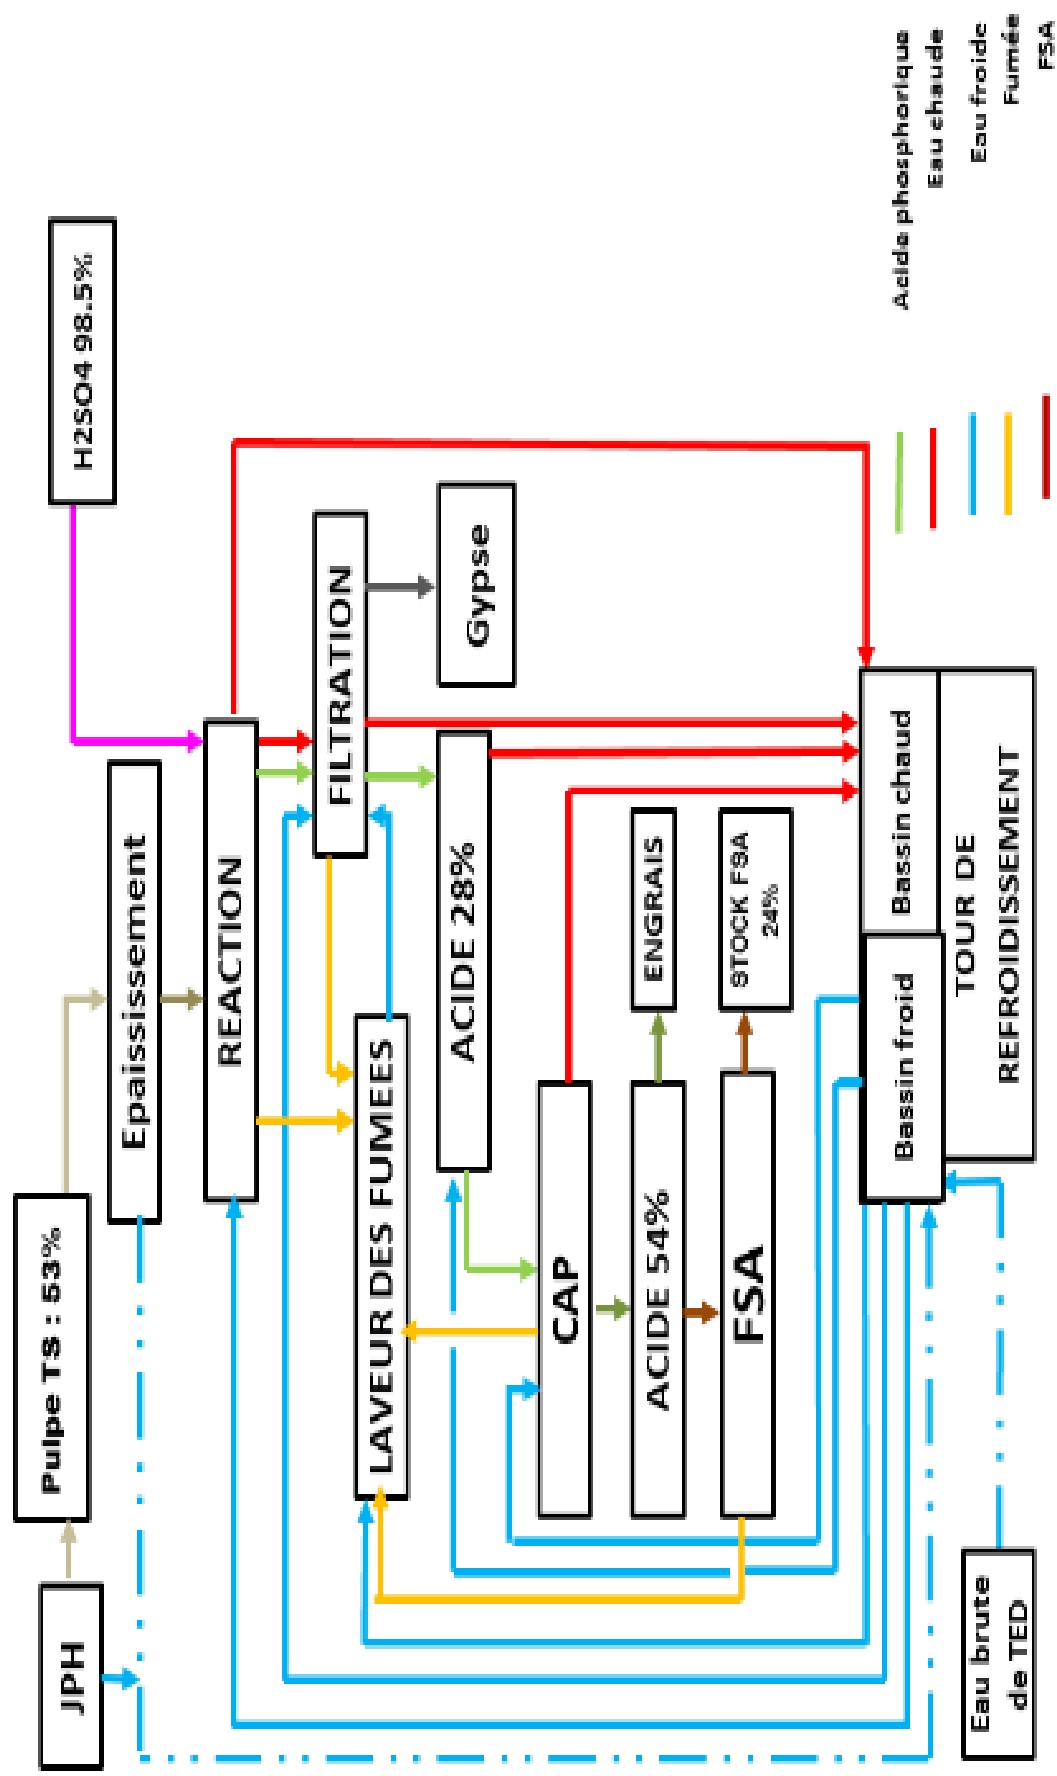 JPH
Pulpe TS : 53%
H2SO4 98.5%
Epaississement
REACTION
FILTRATION
LAVEUR DES FUMEES
Gypse
ACIDE 28%
CAP
ACIDE 54%
ENGRAIS
FSA
STOCK FSA
24%
Bassin froid
Bassin chaud
TOUR DE
REFROIDISSEMENT
Eau brute
de TED
Acide phosphorique
Eau chaude
Eau froide
Fumée
FSA